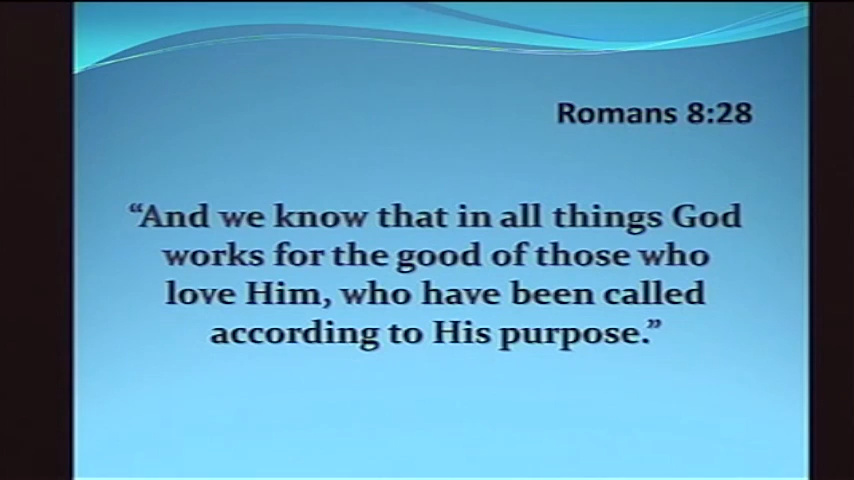 Romans 8:28
“And we know that in all things God
works for the good of those who
love Him, who have been called
according to His purpose.”